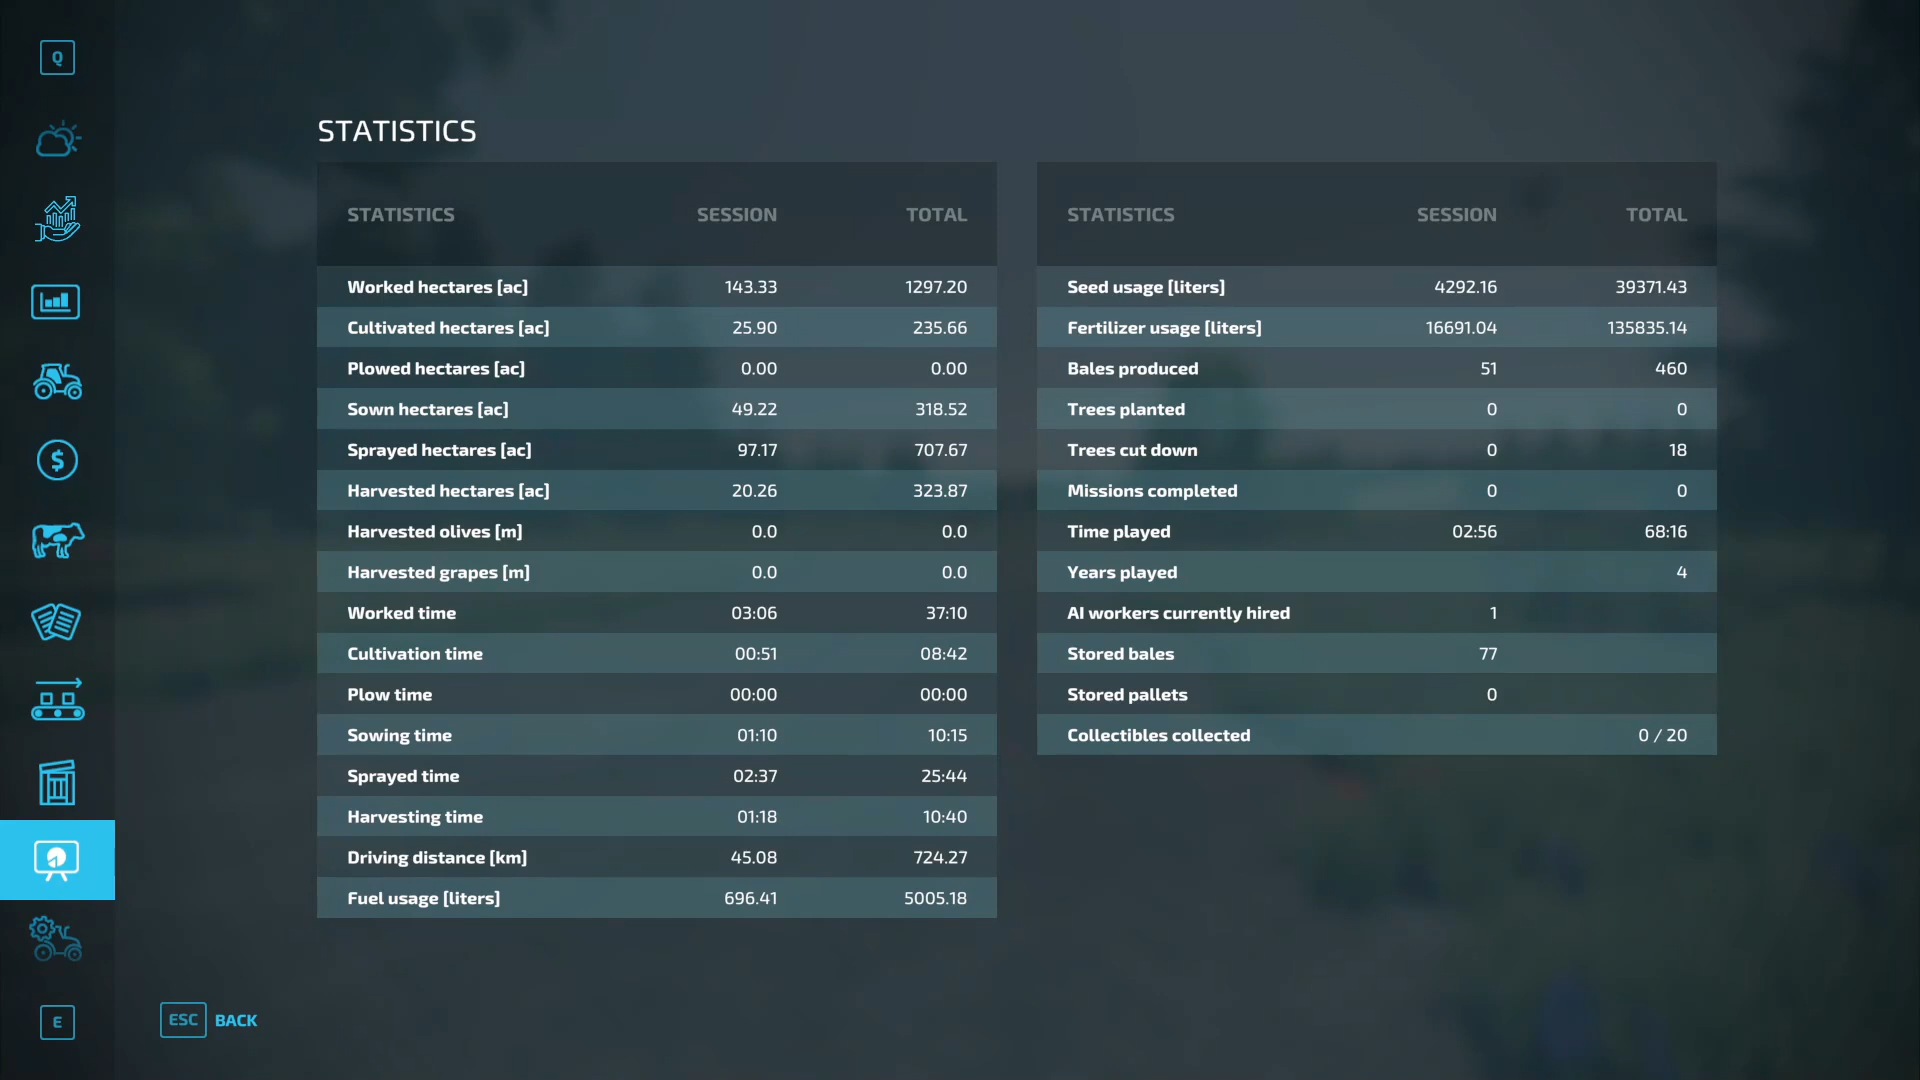 Q
STATISTICS
STATISTICS SESSION TOTAL
Worked hectares [ac] 143.33 1297.20
Cultivated hectares [ac] 25.90 235.66
Plowed hectares [ac] 0.00 0.00
Sown hectares [ac] 49.22 318.52
Sprayed hectares [ac] 97.17 707.67
Harvested hectares [ac] 20.26 323.87
Harvested olives [m] 0.0 0.0
Harvested grapes [m] 0.0 0.0
Worked time 03:06 37:10
Cultivation time 00:51 08:42
Plow time 00:00 00:00
Sowing time 01:10 10:15
Sprayed time 02:37 25:44
Harvesting time 01:18 10:40
Driving distance [km] 45.08 724.27
Fuel usage [liters] 696.41 5005.18
STATISTICS SESSION TOTAL
Seed usage [liters] 4292.16 39371.43
Fertilizer usage [liters] 16691.04 135835.14
Bales produced 51 460
Trees planted 0 0
Trees cut down 0 18
Missions completed 0 0
Time played 02:56 68:16
Years played 4
AI workers currently hired 1
Stored bales 77
Stored pallets 0
Collectibles collected 0 / 20
E
ESC BACK